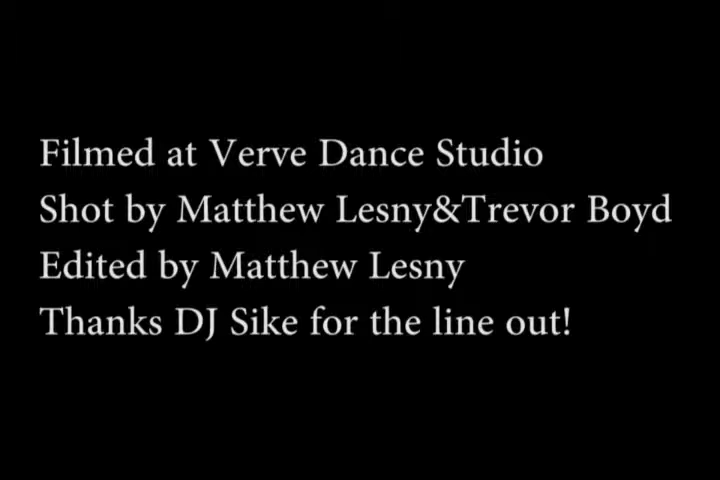 Filmed at Verve Dance Studio
Shot by Matthew Lesny&Trevor Boyd
Edited by Matthew Lesny
Thanks DJ Sike for the line out!